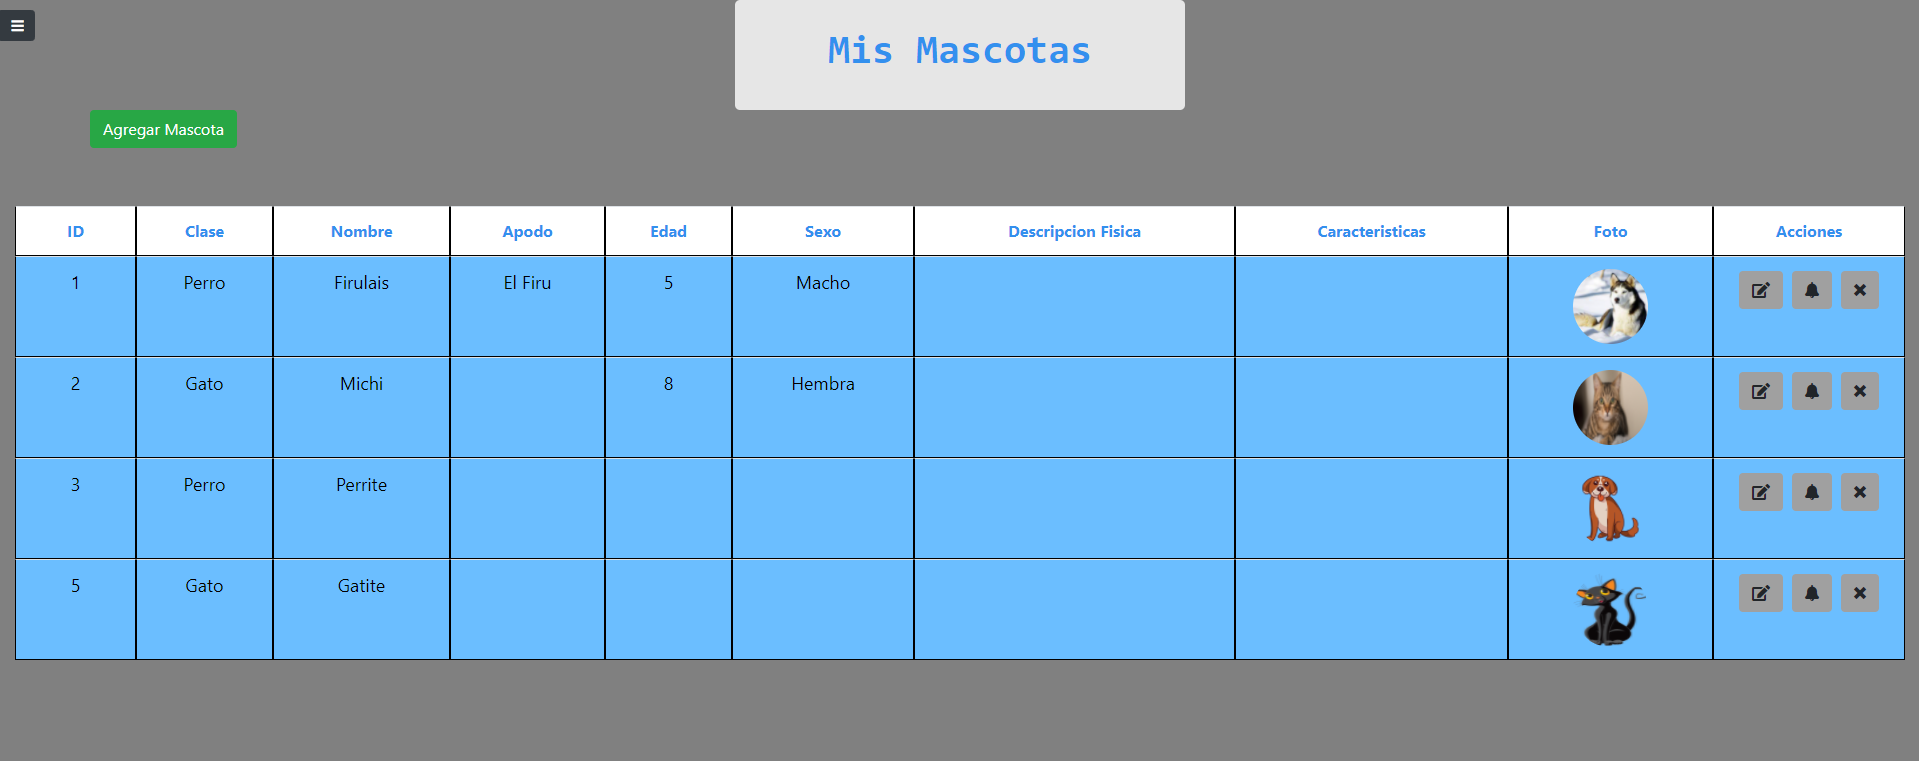 Mis Mascotas
Agregar Mascota
ID Clase Nombre Apodo Edad Sexo Descripcion Fisica Caracteristicas Foto Acciones
1 Perro Firulais El Firu 5 Macho
2 Gato Michi 8 Hembra
3 Perro Perrite
5 Gato Gatite